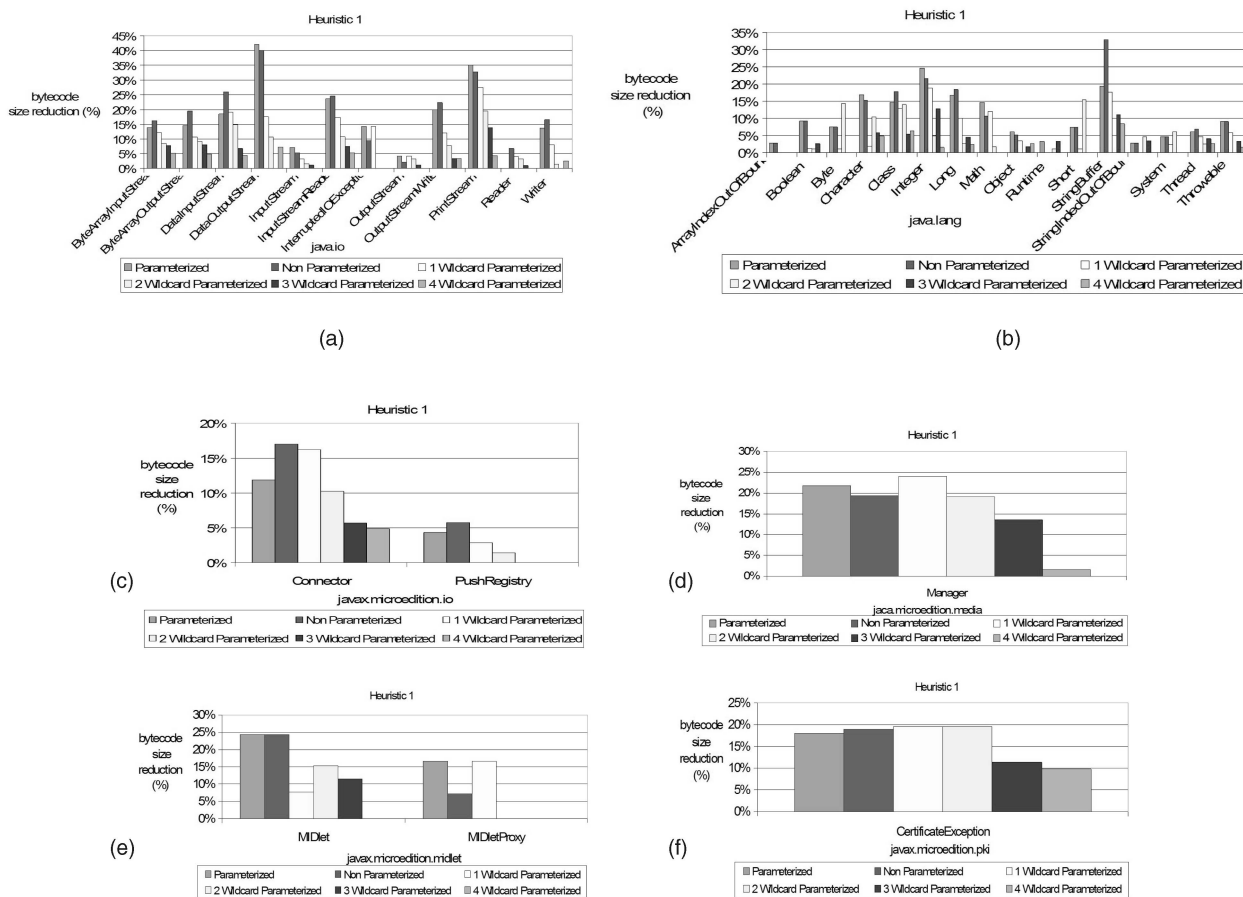 Heuristic 1
45%
40%
35%
30%
25%
20%
15%
10%
5%
0%
bytecode
size reduction (%)
ByteArrayInputStrea
ByteArrayOutputStrea
DataInputStream
DataOutputStream
InputStream
InputStreamReader
InterruptedIOExceptio
OutputStream
OutputStreamWrite
PrintStream
Reader
Writer
java.io
Parameterized
Non Parameterized
1 Wildcard Parameterized
2 Wildcard Parameterized
3 Wildcard Parameterized
4 Wildcard Parameterized
(a)
Heuristic 1
35%
30%
25%
20%
15%
10%
5%
0%
bytecode
size reduction (%)
ArrayIndexOutOfBound
Boolean
Byte
Character
Class
Integer
Long
Math
Object
Runtime
Short
StringBuffer
StringIndedOutOfBour
System
Thread
Throwable
java.lang
Parameterized
Non Parameterized
1 Wildcard Parameterized
2 Wildcard Parameterized
3 Wildcard Parameterized
4 Wildcard Parameterized
(b)
Heuristic 1
20%
15%
10%
5%
0%
bytecode
size
reduction
(%)
Connector
PushRegistry
javax.microedition.io
Parameterized
Non Parameterized
1 Wildcard Parameterized
2 Wildcard Parameterized
3 Wildcard Parameterized
4 Wildcard Parameterized
(c)
Heuristic 1
30%
25%
20%
15%
10%
5%
0%
bytecode
size
reduction
(%)
Manager
jaca.microedition.media
Parameterized
Non Parameterized
1 Wildcard Parameterized
2 Wildcard Parameterized
3 Wildcard Parameterized
4 Wildcard Parameterized
(d)
Heuristic 1
30%
25%
20%
15%
10%
5%
0%
bytecode
size
reduction
(%)
MIDlet
MIDletProxy
javax.microedition.midlet
Parameterized
Non Parameterized
1 Wildcard Parameterized
2 Wildcard Parameterized
3 Wildcard Parameterized
4 Wildcard Parameterized
(e)
Heuristic 1
25%
20%
15%
10%
5%
0%
bytecode
size
reduction
(%)
CertificateException
javax.microedition.pki
Parameterized
Non Parameterized
1 Wildcard Parameterized
2 Wildcard Parameterized
3 Wildcard Parameterized
4 Wildcard Parameterized
(f)